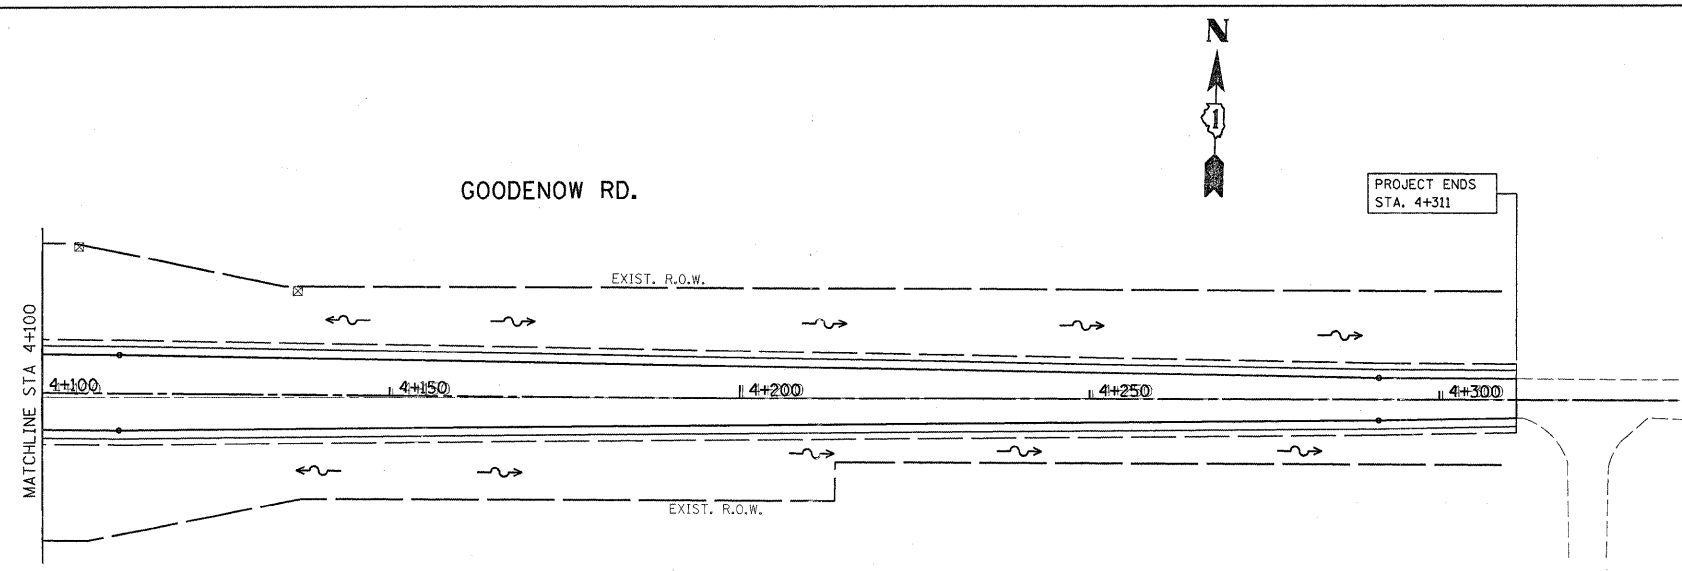 N
1
GOODENOW RD.
PROJECT ENDS
STA. 4+311
EXIST. R.O.W.
MATCHLINE STA 4+100
4+100
4+150
4+200
4+250
4+300
EXIST. R.O.W.